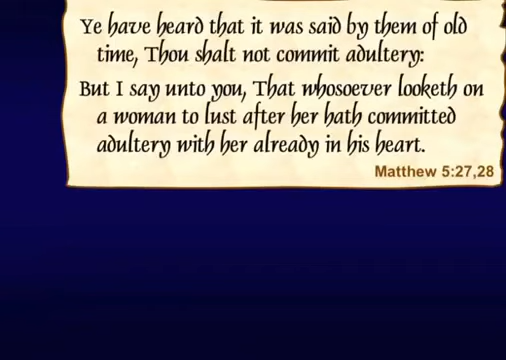 Ye have heard that it was said by them of old
time, Thou shalt not commit adultery:
But I say unto you, That whosoever looketh on
a woman to lust after her hath committed
adultery with her already in his heart.
Matthew 5:27,28